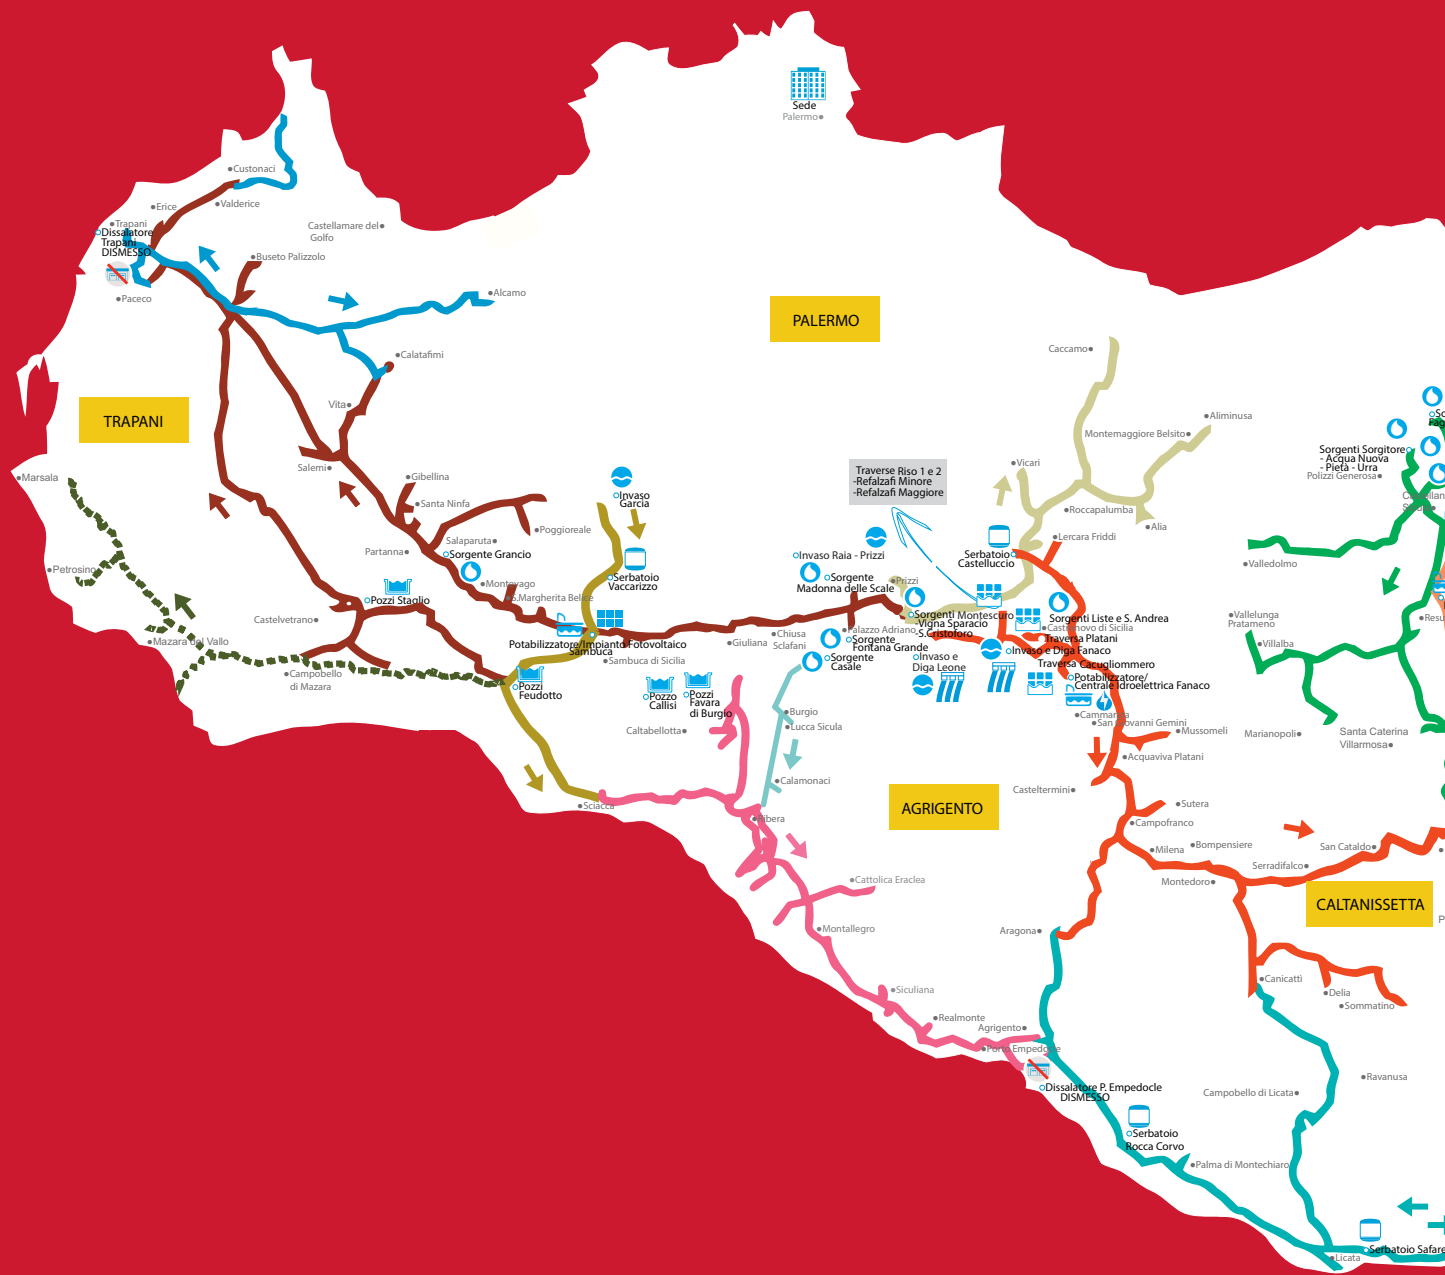 Sede
Palermo
Custonaci
Erice
Valderice
Trapani
Dissalatore
Trapani
DISMESSO
Castellamare del
Golfo
Buseto Palizzolo
Paceco
Alcamo
PALERMO
Calatafimi
Caccamo
TRAPANI
Vita
Aliminusa
Montemaggiore Belsito
Salemi
Marsala
Gibellina
Santa Ninfa
Invaso
Garcia
Traverse Riso 1 e 2
-Refalzafi Minore
-Refalzafi Maggiore
Vicari
Roccapalumba
Alia
Sorgenti Sorgitore
- Acqua Nuova
- Pietà - Urra
Polizzi Generosa
Poggioreale
Salaparuta
Partanna
Sorgente Grancio
Lercara Friddi
Serbatoio
Castelluccio
Invaso Raia - Prizzi
Petrosino
Montevago
Serbatoio
Vaccarizzo
Sorgente
Madonna delle Scale
Prizzi
Valledolmo
Pozzi Staglio
S.Margherita Belice
Castelvetrano
Mazara del Vallo
Potabilizzatore/Impianto Fotovoltaico
Sambuca
Sambuca di Sicilia
Giuliana
Chiusa
Sclafani
Palazzo Adriano
Sorgente
Fontana Grande
Sorgente
Casale
Sorgenti Montescuro
Vigna Sparacio
-S.Cristoforo
Sorgenti Liste e S. Andrea
Castronovo di Sicilia
Traversa Platani
Invaso e Diga Fanaco
Invaso e
Diga Leone
Traversa Cacugliommero
Potabilizzatore/
Centrale Idroelettrica Fanaco
Vallelunga
Pratameno
Villalba
Campobello
di Mazara
Pozzi
Feudotto
Pozzo
Callisi
Pozzi
Favara
di Burgio
Caltabellotta
Burgio
Lucca Sicula
Cammarata
San Giovanni Gemini
Mussomeli
Acquaviva Platani
Marianopoli
Santa Caterina
Villarmosa
Calamonaci
Casteltermini
Sciacca
Ribera
AGRIGENTO
Sutera
Campofranco
Milena
Bompensiere
San Cataldo
Serradifalco
Montedoro
Cattolica Eraclea
CALTANISSETTA
Montallegro
Aragona
Canicattì
Delia
Sommatino
Siculiana
Realmonte
Agrigento
Porto Empedocle
Dissalatore P. Empedocle
DISMESSO
Ravanusa
Campobello di Licata
Serbatoio
Rocca Corvo
Palma di Montechiaro
Serbatoio Safare
Licata